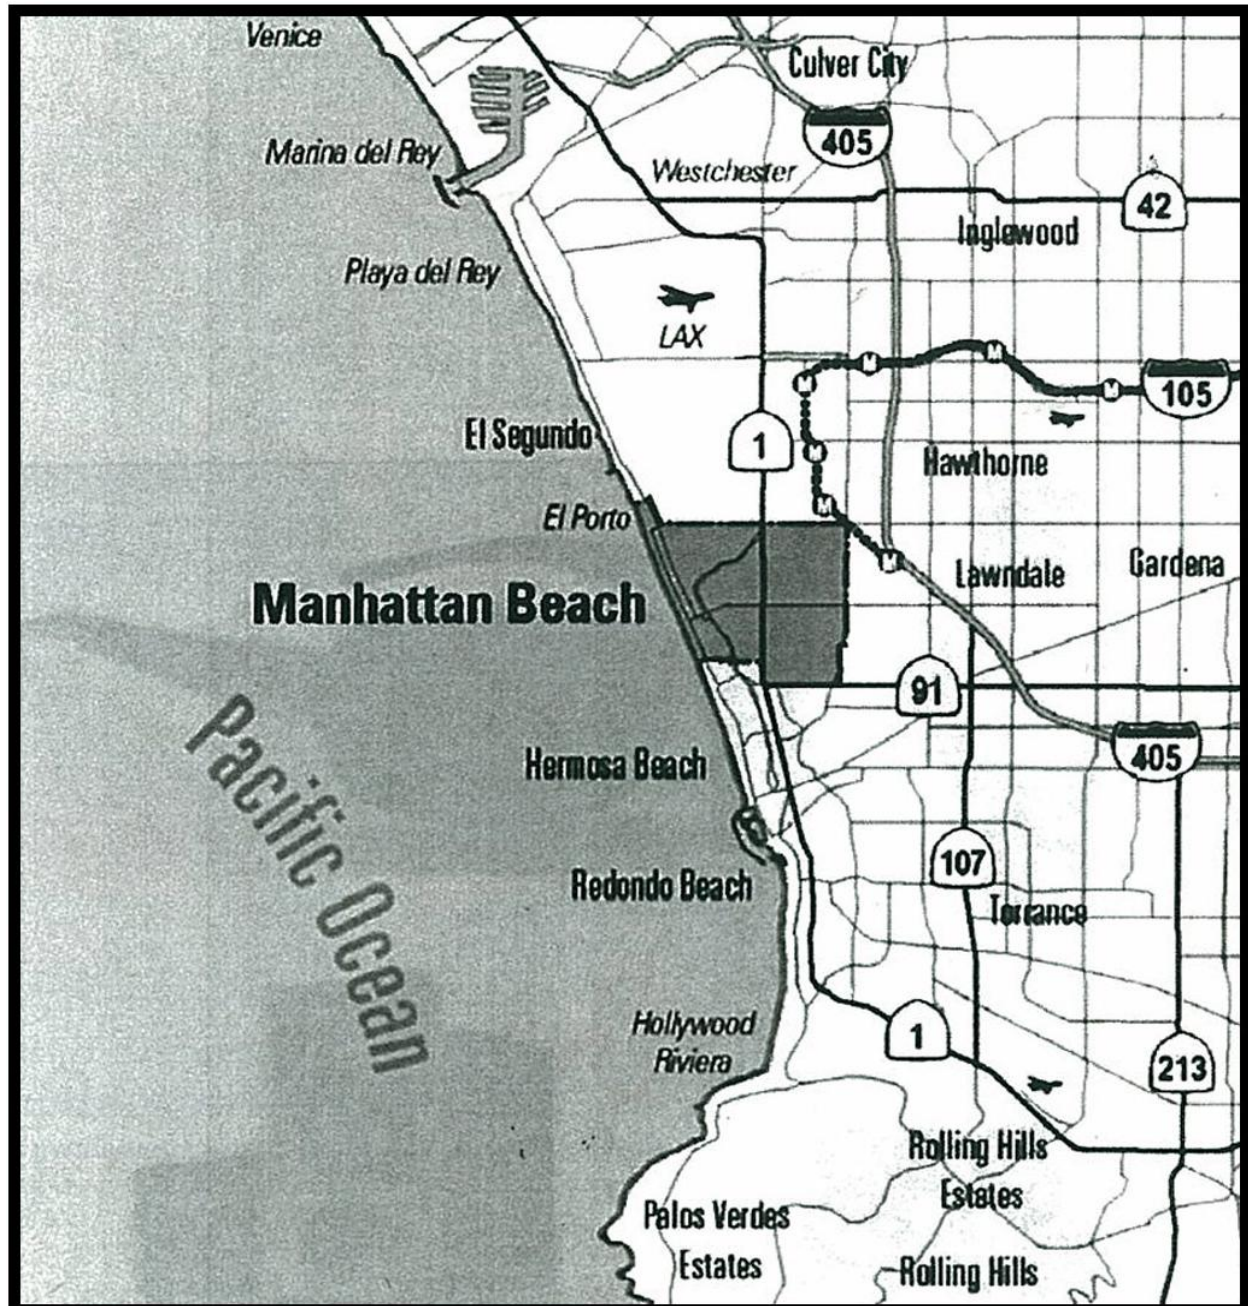 Venice
Culver City
405
Marina del Rey
Westchester
42
Inglewood
Playa del Rey
LAX
M
M
M
M
105
El Segundo
1
M
Hawthorne
M
El Porto
M
Lawndale
Gardena
Manhattan Beach
91
Pacific Ocean
Hermosa Beach
405
107
Redondo Beach
Torrance
Hollywood
Riviera
1
213
Rolling Hills
Estates
Palos Verdes
Estates
Rolling Hills